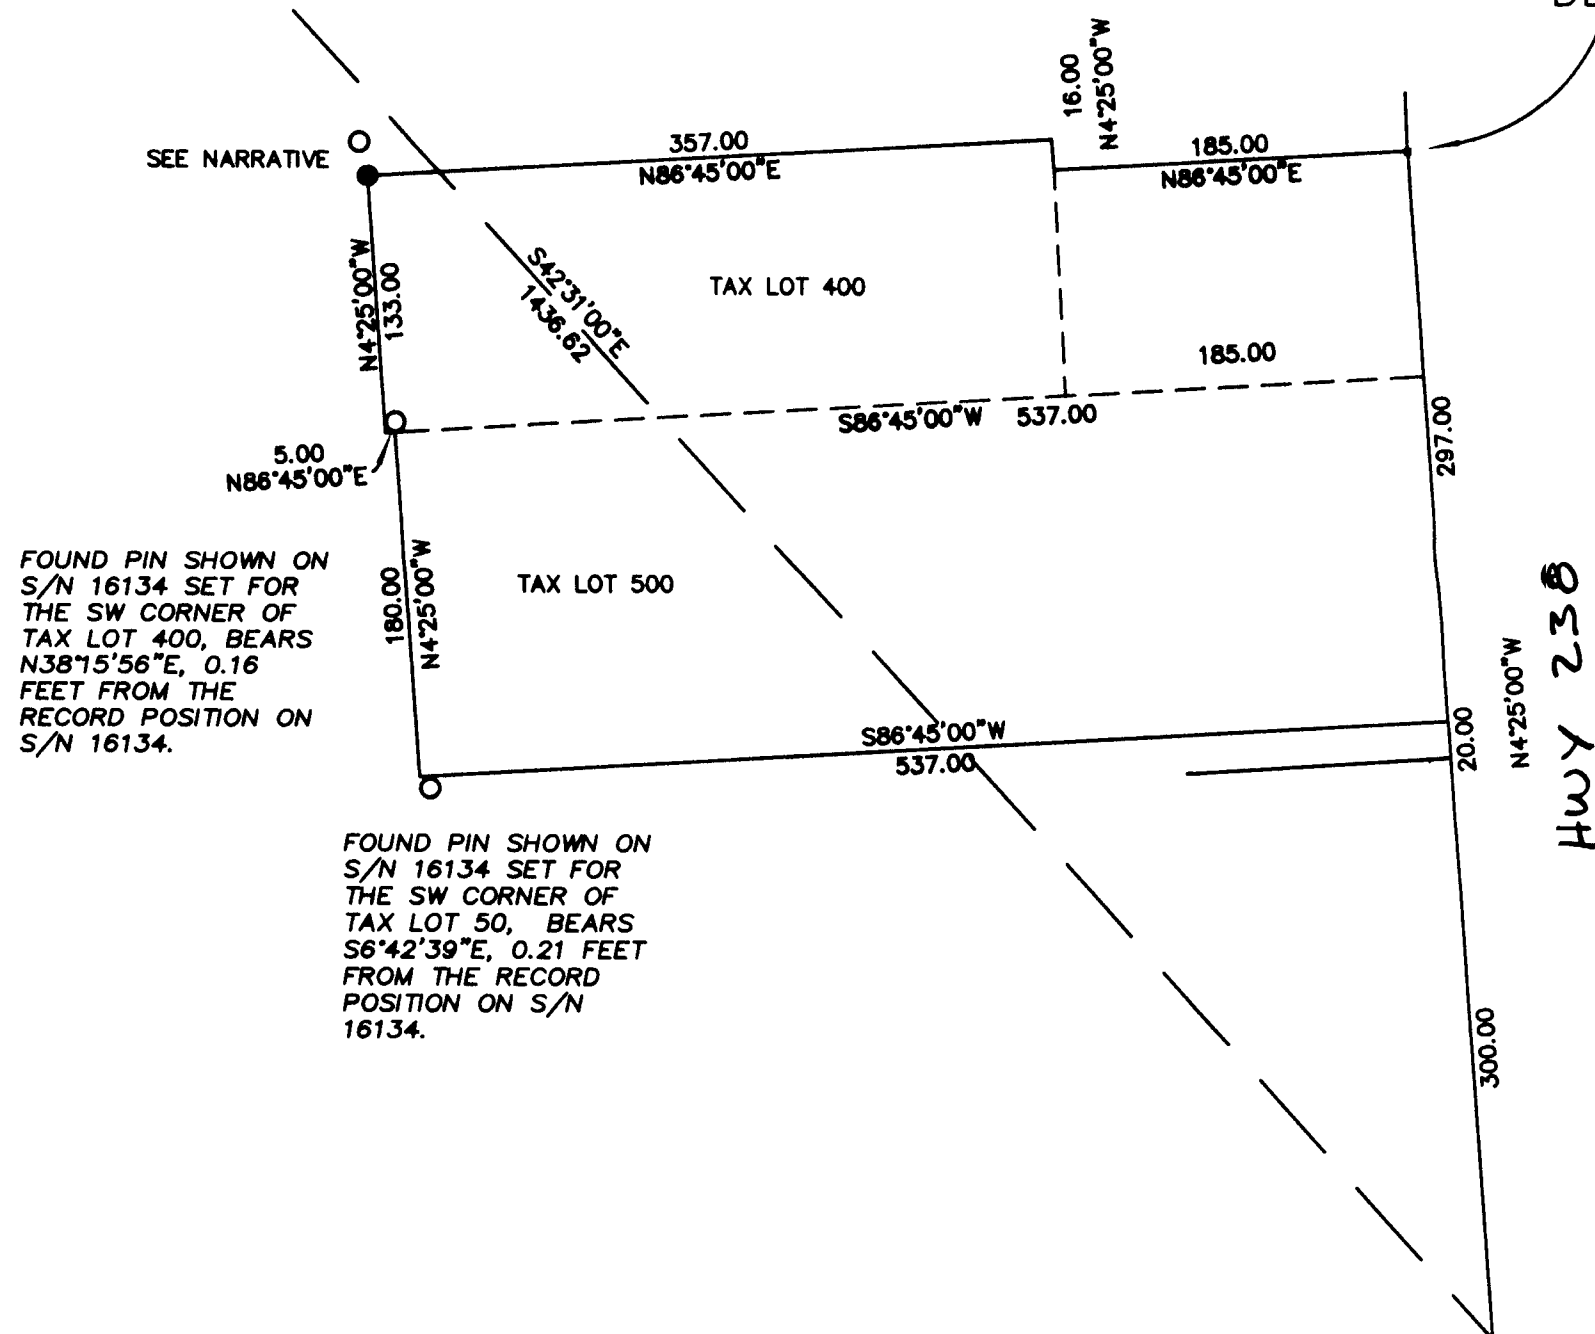 16.00
N4°25'00"W
SEE NARRATIVE
357.00
N86°45'00"E
185.00
N86°45'00"E
N4°25'00"W
133.00
S42°31'00"E
1436.62
TAX LOT 400
185.00
S86°45'00"W 537.00
5.00
N86°45'00"E
297.00
FOUND PIN SHOWN ON
S/N 16134 SET FOR
THE SW CORNER OF
TAX LOT 400, BEARS
N38°15'56"E, 0.16
FEET FROM THE
RECORD POSITION ON
S/N 16134.
180.00
N4°25'00"W
TAX LOT 500
S86°45'00"W
537.00
20.00
N4°25'00"W
HWY 238
FOUND PIN SHOWN ON
S/N 16134 SET FOR
THE SW CORNER OF
TAX LOT 50, BEARS
S6°42'39"E, 0.21 FEET
FROM THE RECORD
POSITION ON S/N
16134.
300.00